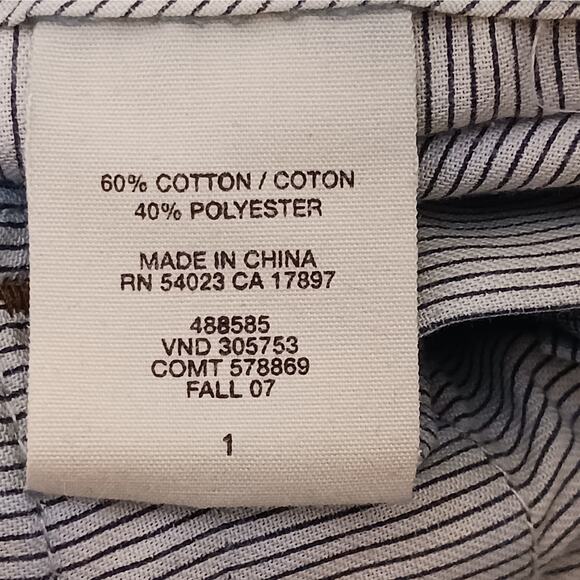 60% COTTON / COTON
40% POLYESTER
MADE IN CHINA
RN 54023 CA 17897
488585
VND 305753
COMT 578869
FALL 07
1